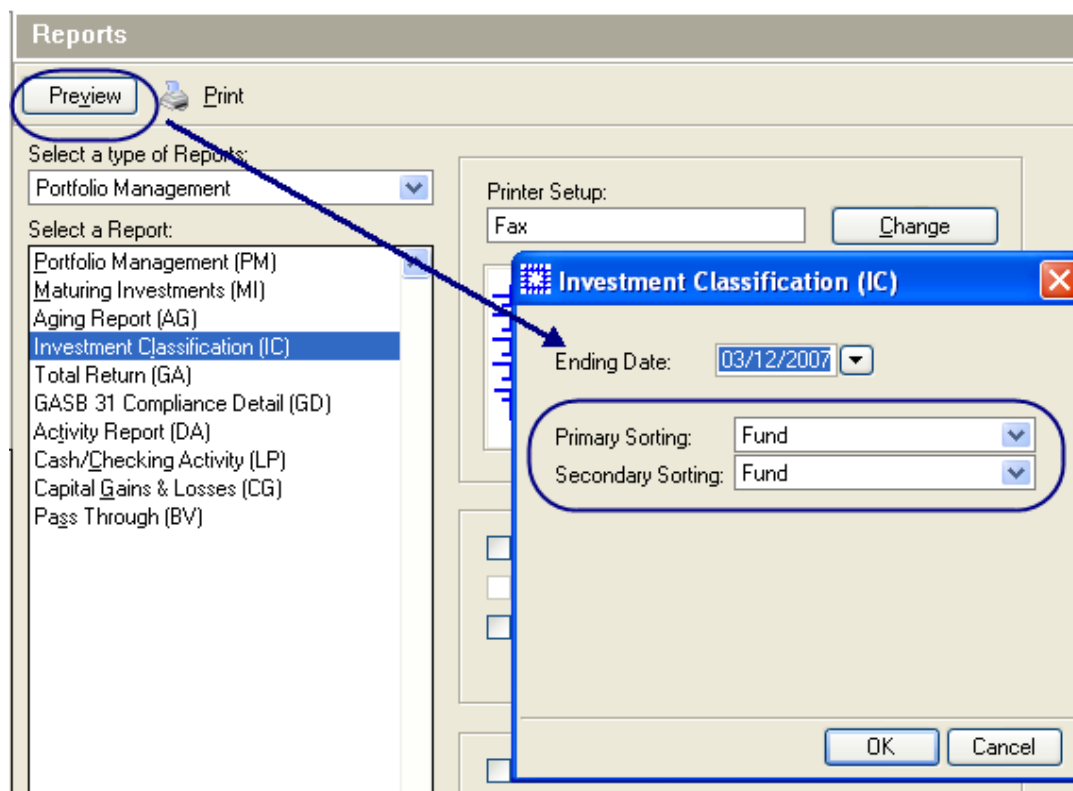 Reports
Preview Print
Select a type of Reports:
Portfolio Management
Select a Report:
Portfolio Management (PM)
Maturing Investments (MI)
Aging Report (AG)
Investment Classification (IC)
Total Return (GA)
GASB 31 Compliance Detail (GD)
Activity Report (DA)
Cash/Checking Activity (LP)
Capital Gains & Losses (CG)
Pass Through (BV)
Printer Setup:
Fax Change
Investment Classification (IC)
Ending Date: 03/12/2007
Primary Sorting: Fund
Secondary Sorting: Fund
OK Cancel